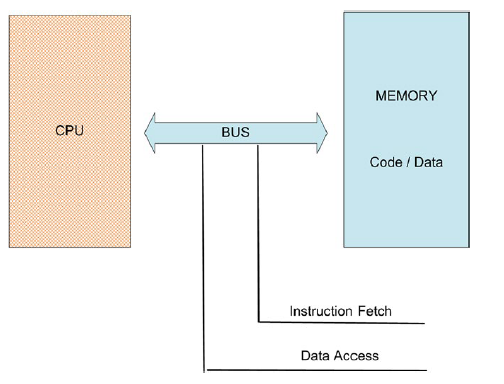 CPU
BUS
MEMORY
Code / Data
Instruction Fetch
Data Access